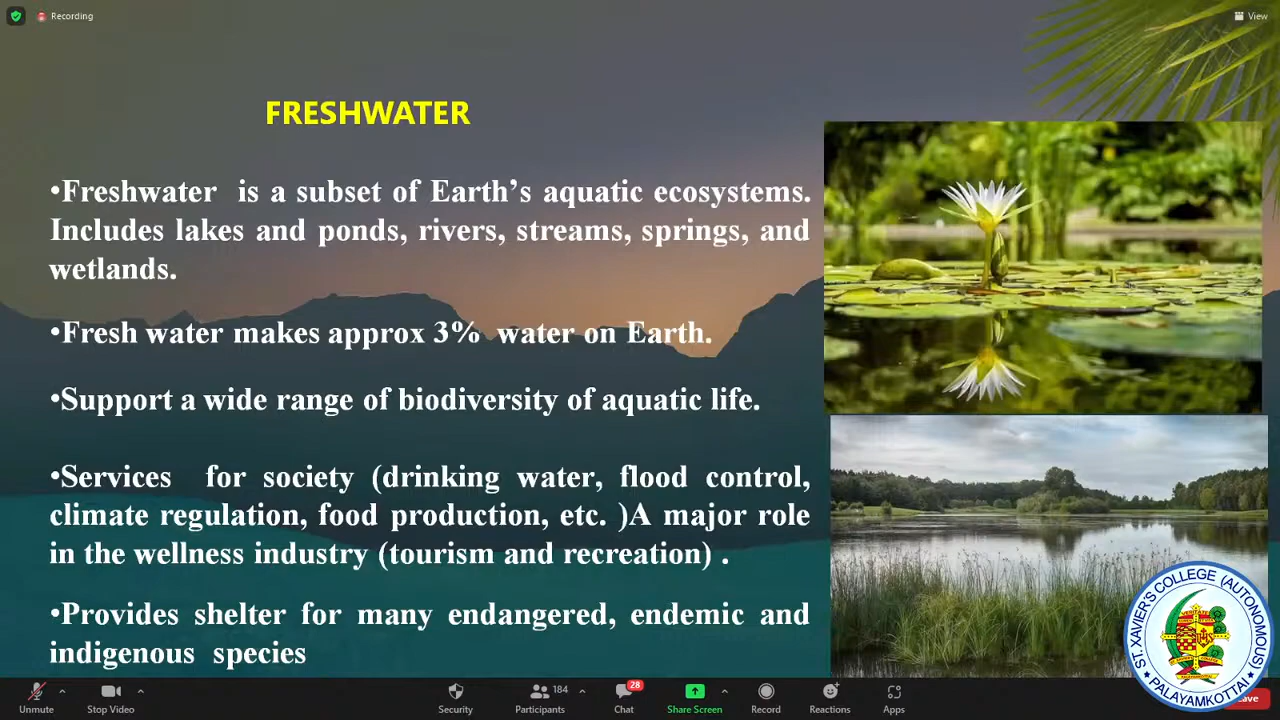 Recording
View
FRESHWATER
•Freshwater is a subset of Earth’s aquatic ecosystems.
Includes lakes and ponds, rivers, streams, springs, and
wetlands.
•Fresh water makes approx 3% water on Earth.
•Support a wide range of biodiversity of aquatic life.
•Services for society (drinking water, flood control,
climate regulation, food production, etc. )A major role
in the wellness industry (tourism and recreation) .
•Provides shelter for many endangered, endemic and
indigenous species
ST. XAVIER'S COLLEGE (AUTONOMOUS)
PALAYAMKOTTAI
184
28
Unmute
Stop Video
Security
Participants
Chat
Share Screen
Record
Reactions
Apps